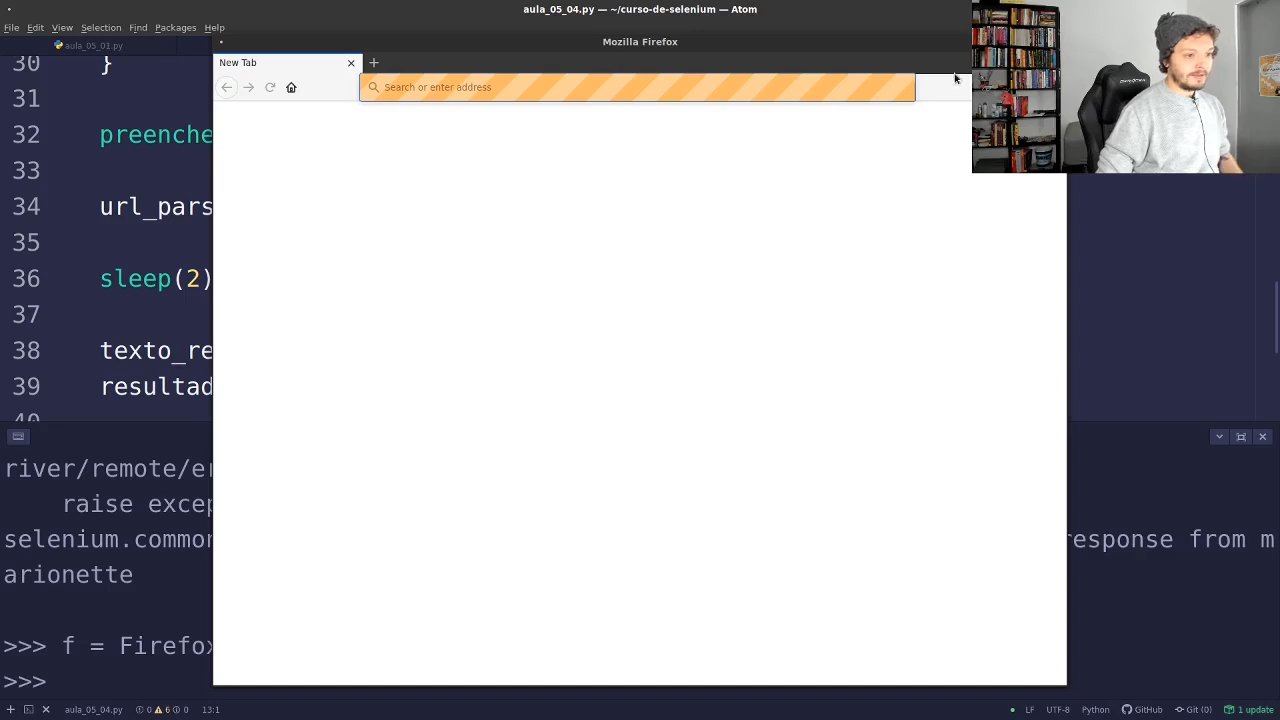 aula_05_04.py — ~/curso-de-selenium — Atom
File Edit View Selection Find Packages
aula_05_01.py
Mozilla Firefox
New Tab
Search or enter address
30 }
31
32 preenche
33
34 url_pars
35
36 sleep(2)
37
38 texto_re
39 resultad
40
river/remote/er
raise excep
selenium.common response from m
arionette
>>> f = Firefox
>>>
aula_05_04.py 0 6 0 13:1 LF UTF-8 Python GitHub Git (0) 1 update